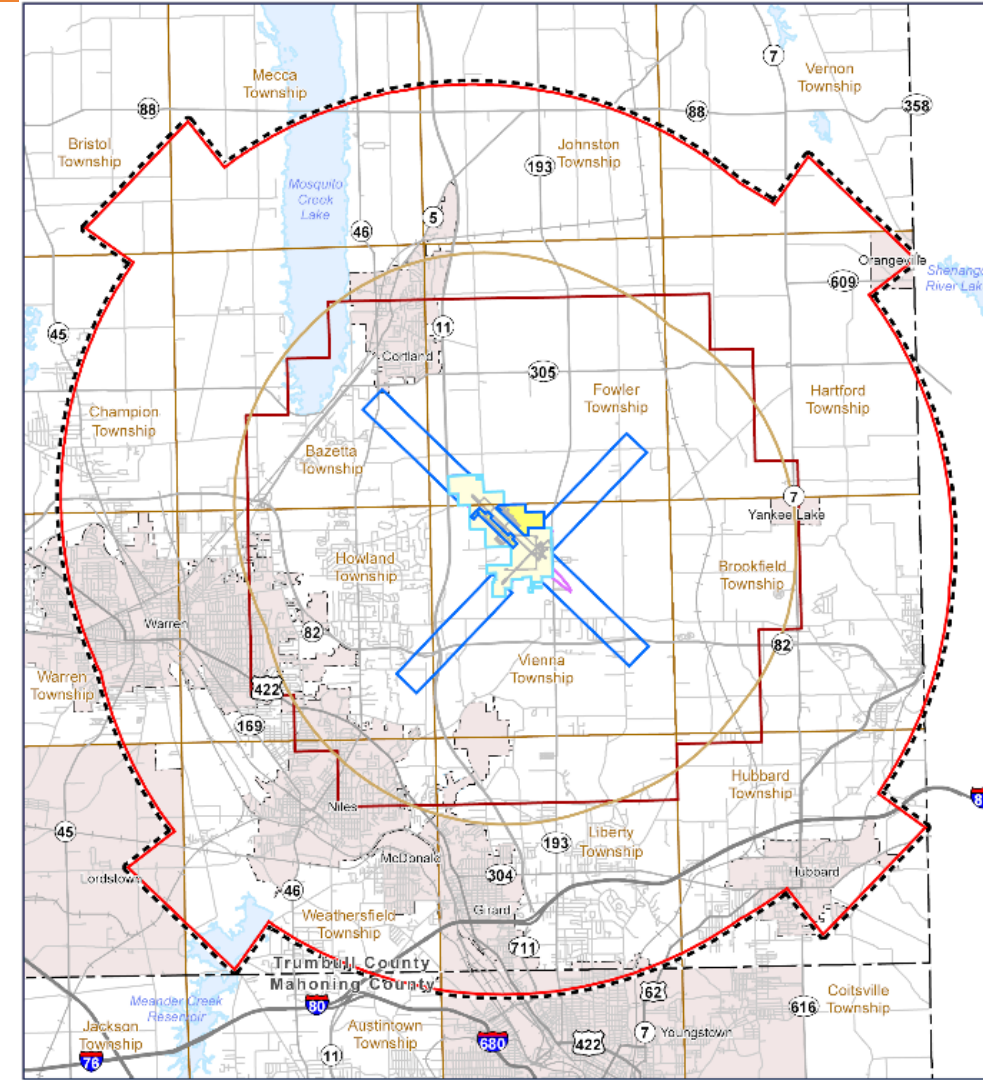 7
Mecca
Township
Vernon
Township
88
88
358
Bristol
Township
Johnston
Township
193
Mosquito
Creek
Lake
5
46
Orangeville
Shenango
609
45
11
Cortland
305
Fowler
Township
Hartford
Township
Champion
Township
Bazetta
Township
7
Yankee Lake
Howland
Township
Brookfield
Township
Warren
82
82
Vienna
Township
Warren
Township
422
169
Hubbard
Township
Niles
45
193
Liberty
Township
McDonald
304
Hubbard
Lordstown
46
Girard
Weathersfield
Township
711
Trumbull County
Mahoning County
62
Coitsville
Township
Meander Creek
Reservoir
80
616
Jackson
Township
Austintown
Township
7
Youngstown
680
422
11
76